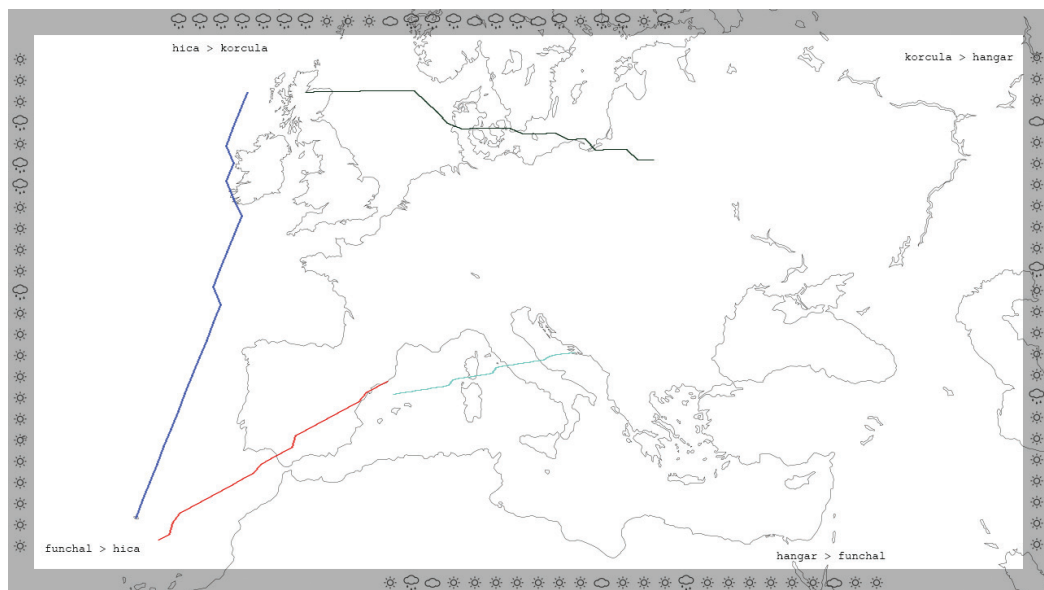 hica > korcula
korcula > hangar
funchal > hica
hangar > funchal